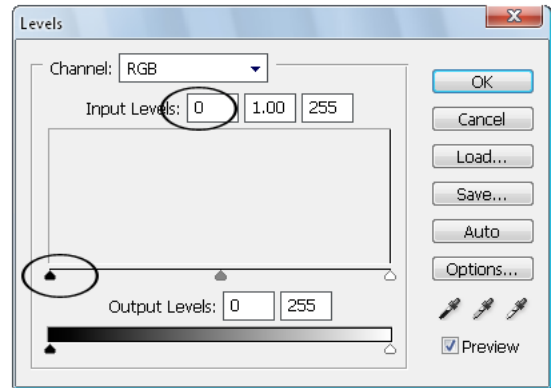 Levels
Channel: RGB
Input Levels: 0 1.00 255
Output Levels: 0 255
OK
Cancel
Load...
Save...
Auto
Options...
Preview